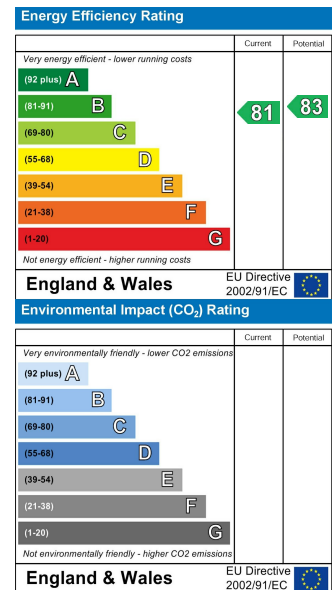 Energy Efficiency Rating
Current Potential
Very energy efficient - lower running costs
(92 plus) A
(81-91) B 81 83
(69-80) C
(55-68) D
(39-54) E
(21-38) F
(1-20) G
Not energy efficient - higher running costs
England & Wales EU Directive 2002/91/EC
Environmental Impact (CO₂) Rating
Current Potential
Very environmentally friendly - lower CO2 emissions
(92 plus) A
(81-91) B
(69-80) C
(55-68) D
(39-54) E
(21-38) F
(1-20) G
Not environmentally friendly - higher CO2 emissions
England & Wales EU Directive 2002/91/EC